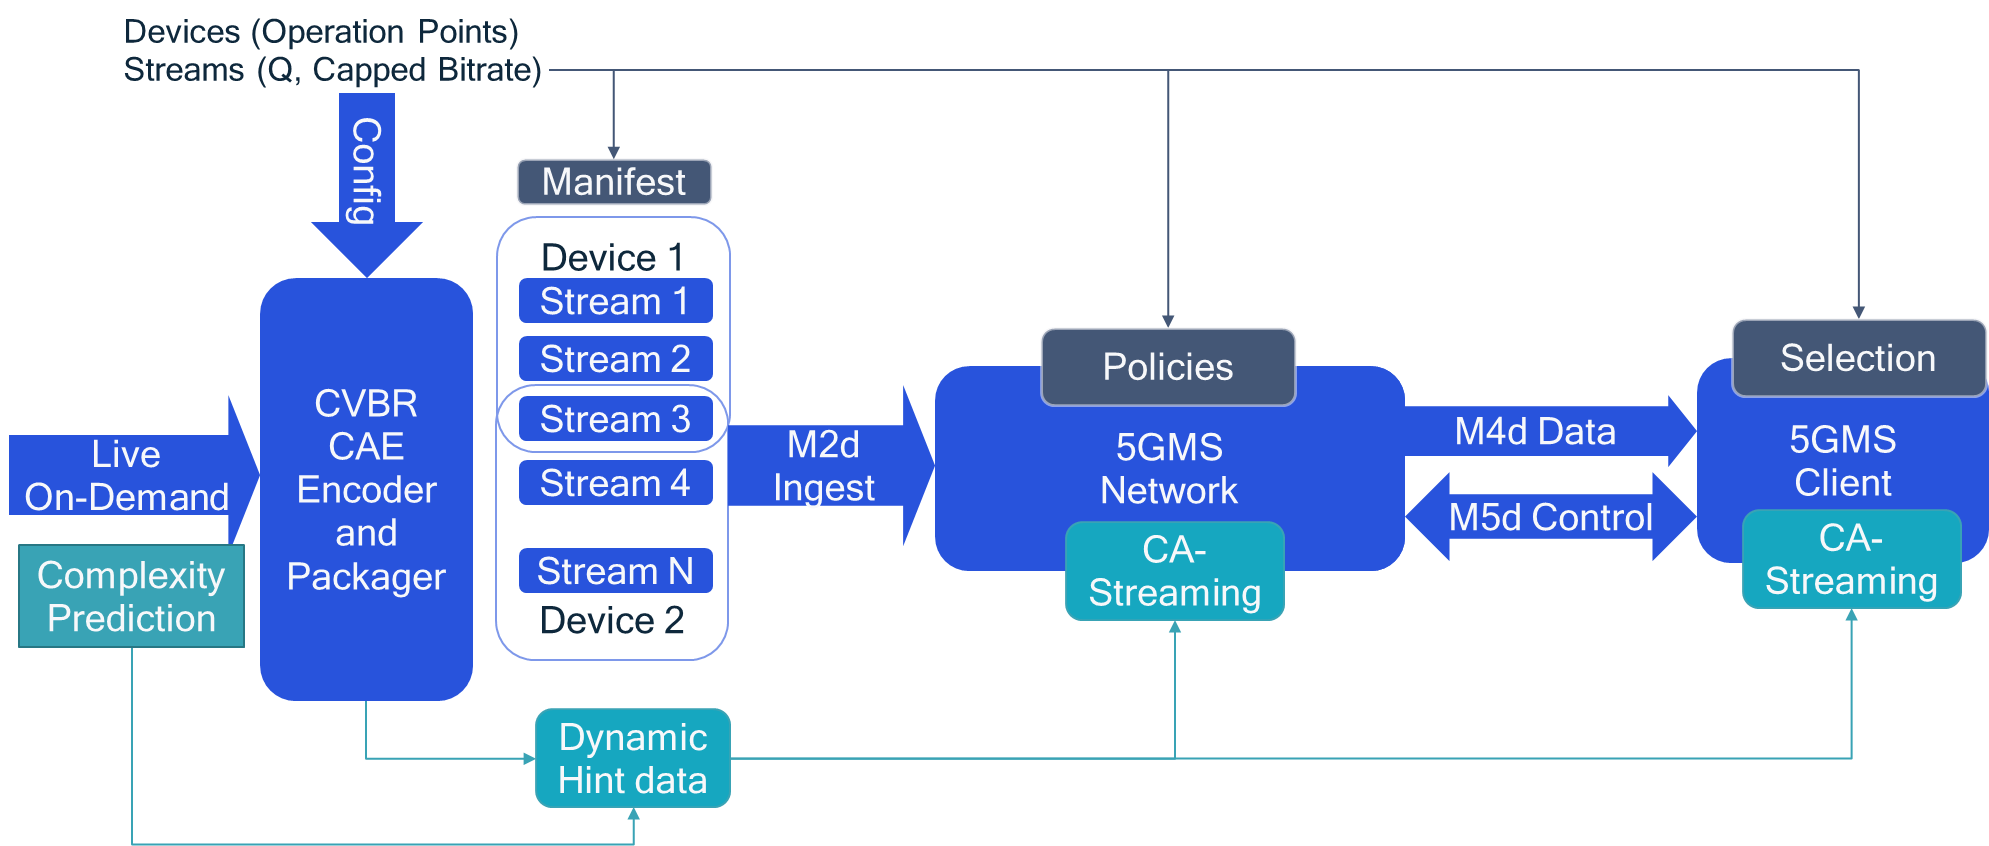 Devices (Operation Points)
Streams (Q, Capped Bitrate)
Config
Manifest
Device 1
Stream 1
Stream 2
Stream 3
Stream 4
Stream N
Device 2
Live
On-Demand
Complexity
Prediction
CVBR
CAE
Encoder
and
Packager
M2d
Ingest
Policies
5GMS
Network
CA-
Streaming
M4d Data
M5d Control
Selection
5GMS
Client
CA-
Streaming
Dynamic
Hint data